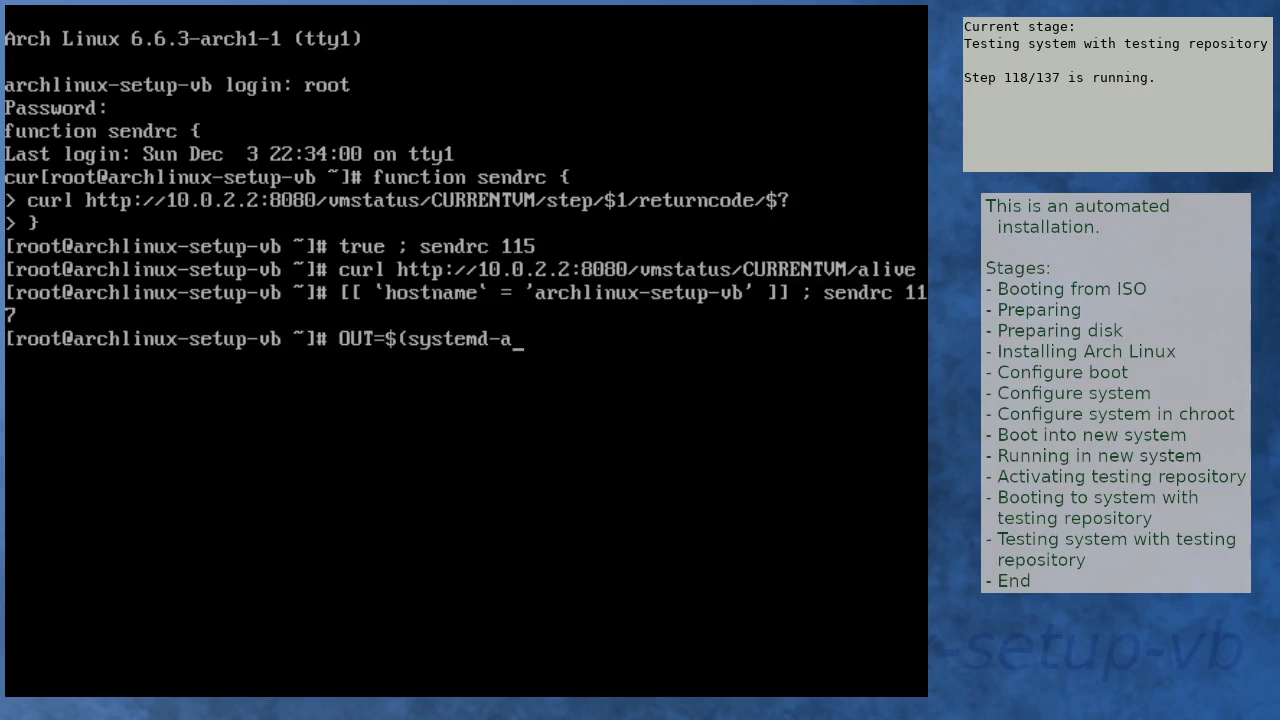 Arch Linux 6.6.3-arch1-1 (tty1)
archlinux-setup-vb login: root
Password:
function sendrc {
Last login: Sun Dec  3 22:34:00 on tty1
cur[root@archlinux-setup-vb ~]# function sendrc {
> curl http://10.0.2.2:8080/vmstatus/CURRENTVM/step/$1/returncode/$?
> }
[root@archlinux-setup-vb ~]# true ; sendrc 115
[root@archlinux-setup-vb ~]# curl http://10.0.2.2:8080/vmstatus/CURRENTVM/alive
[root@archlinux-setup-vb ~]# [[ `hostname` = 'archlinux-setup-vb' ]] ; sendrc 11
7
[root@archlinux-setup-vb ~]# OUT=$(systemd-a_
Current stage:
Testing system with testing repository
Step 118/137 is running.
This is an automated
installation.
Stages:
- Booting from ISO
- Preparing
- Preparing disk
- Installing Arch Linux
- Configure boot
- Configure system
- Configure system in chroot
- Boot into new system
- Running in new system
- Activating testing repository
- Booting to system with
testing repository
- Testing system with testing
repository
- End
-setup-vb